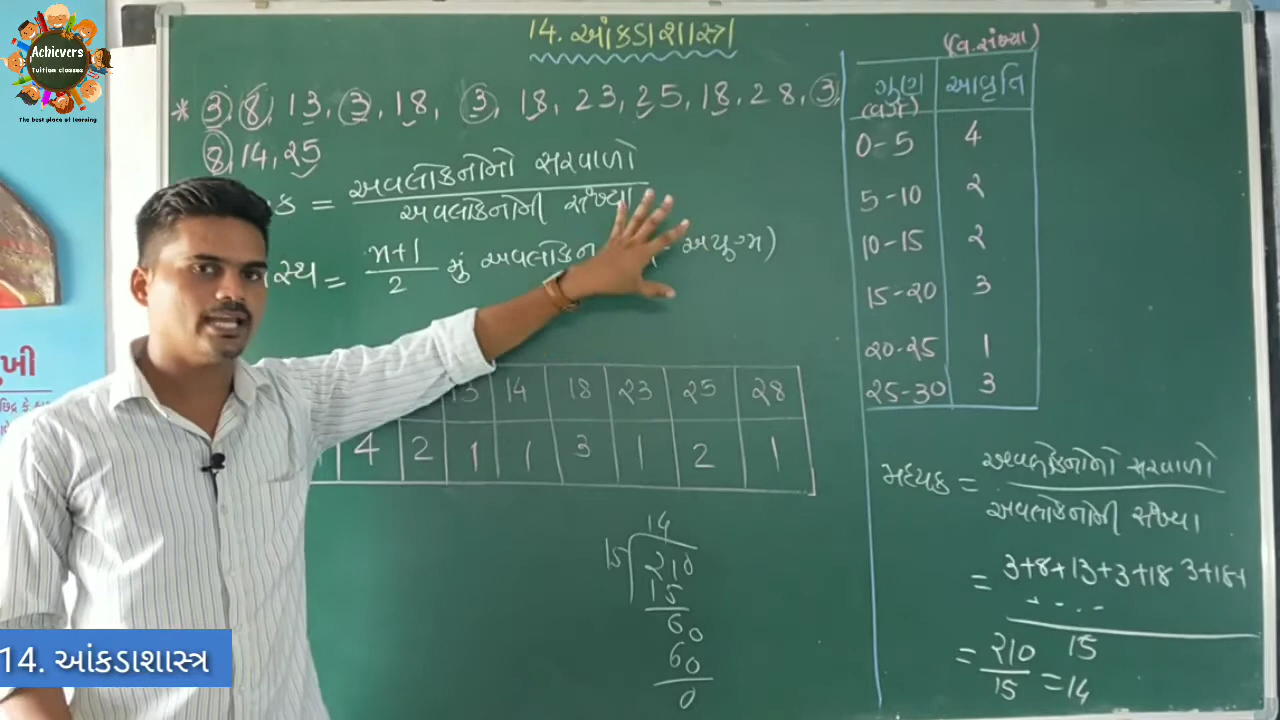 Achievers
Tuition classes
The best place of learning
14. આંકડાશાસ્ત્ર
* 3, 8, 13, 3, 18, 3, 18, 23, 25, 18, 28, 3,
8, 14, 25
ક = અવલોકનોનો સરવાળો
અવલોકનોની સંખ્યા
સ્થ = n+1 / 2 મું અવલોકન અયુગ્મ)
13 14 18 23 25 28
4 2 1 1 3 1 2 1
14
15 210
15
60
60
0
(વિ. સંખ્યા)
ગુણ આવૃત્તિ
(વર્ગ)
0-5 4
5-10 2
10-15 2
15-20 3
20-25 1
25-30 3
મધ્યક = અવલોકનોનો સરવાળો
અવલોકનોની સંખ્યા
= 3+8+13+3+18 3+18+
....
15
= 210 / 15 = 14
ખી
14. આંકડાશાસ્ત્ર